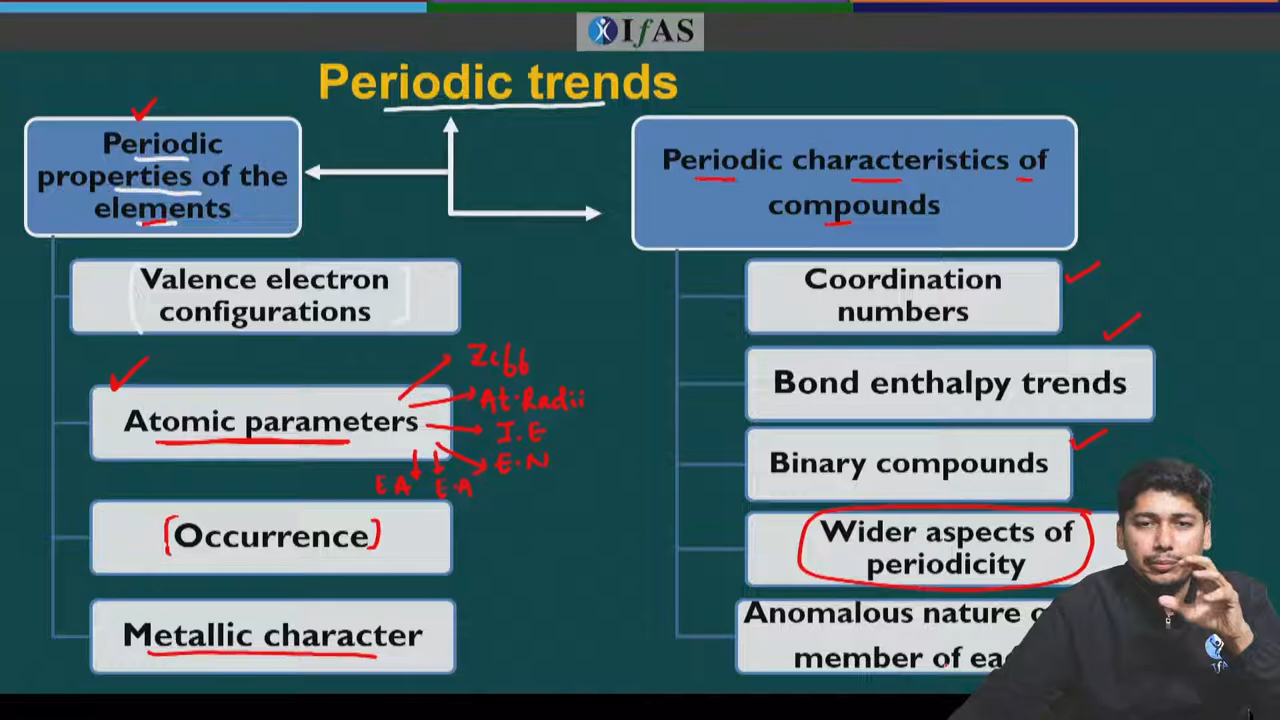 IfAS
Periodic trends
Periodic
properties of the
elements
Valence electron
configurations
Atomic parameters
Zeff
At. Radii
I.E
E.N
EA
E.A
(Occurrence)
Metallic character
Periodic characteristics of
compounds
Coordination
numbers
Bond enthalpy trends
Binary compounds
Wider aspects of
periodicity
Anomalous nature
member of
IfAS